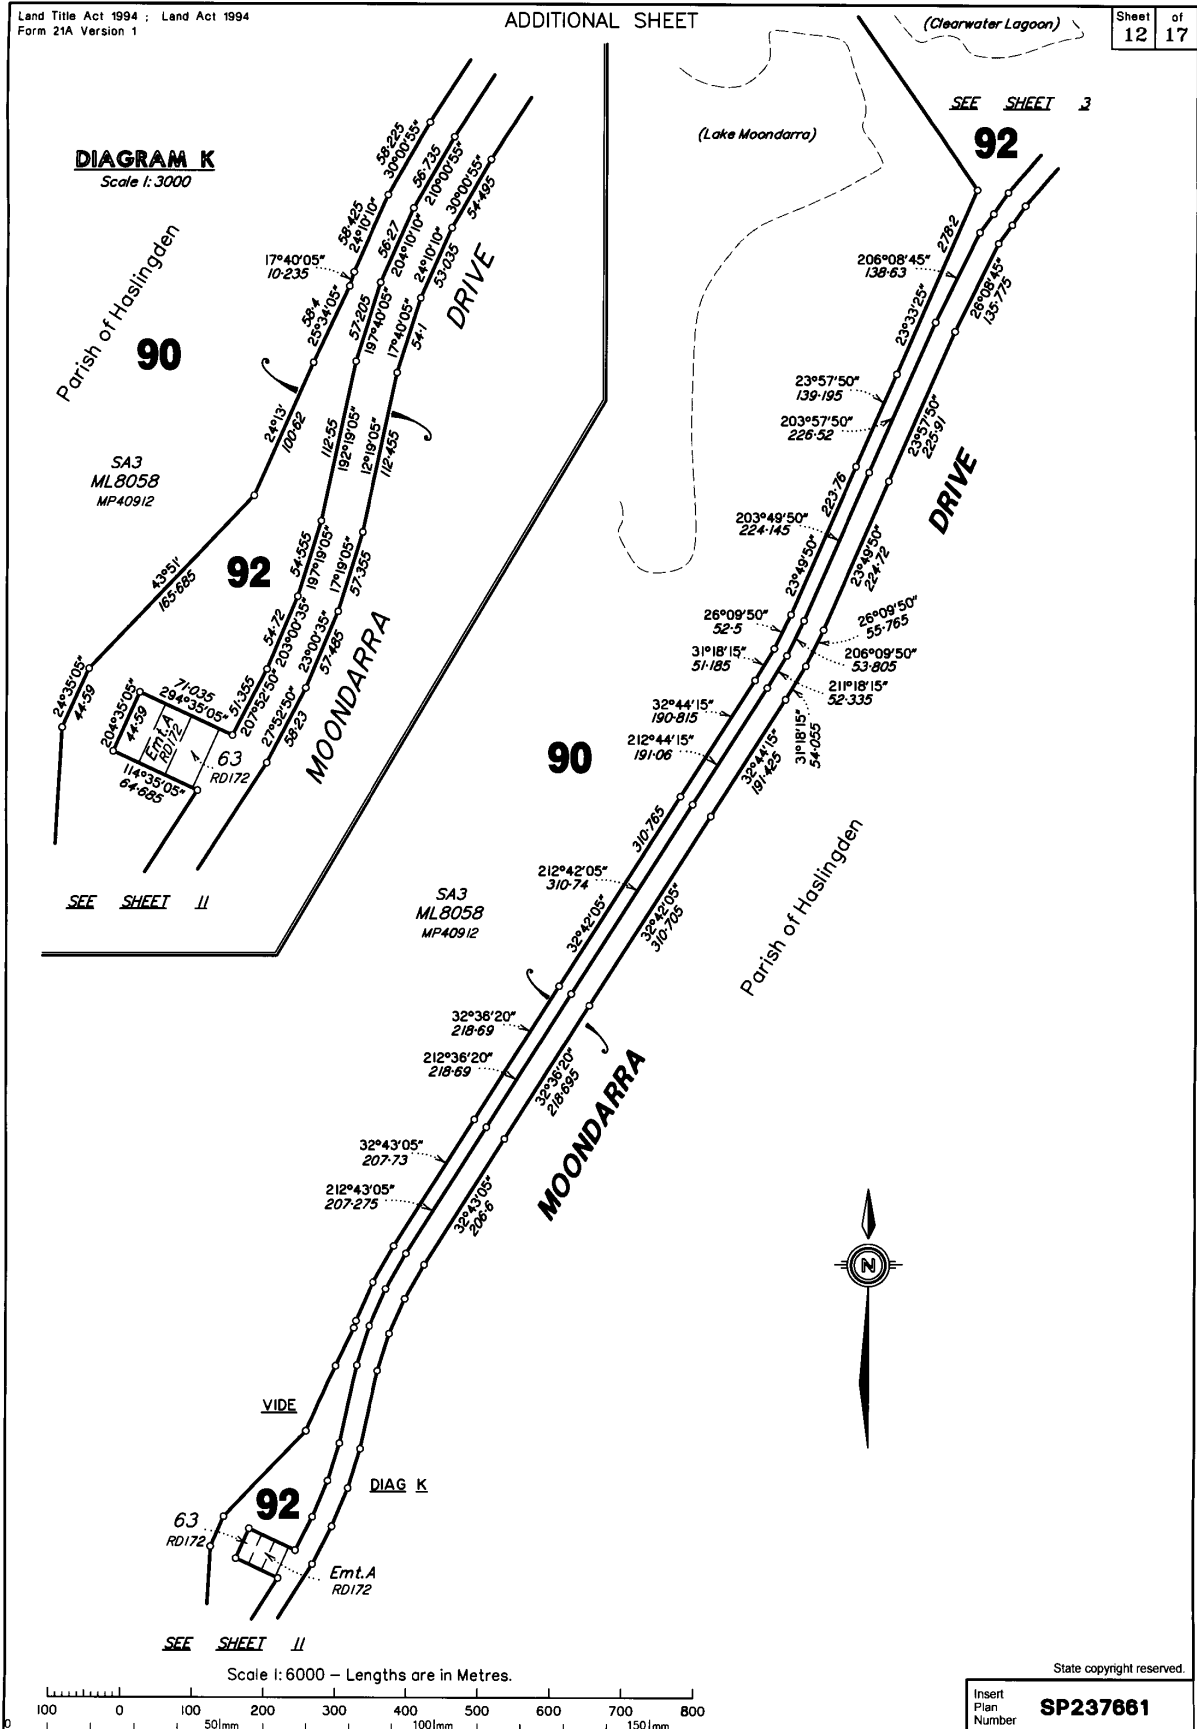 Land Title Act 1994 ; Land Act 1994
Form 21A Version 1
ADDITIONAL SHEET
Sheet of
12 17
(Clearwater Lagoon)
SEE SHEET 3
92
(Lake Moondarra)
DIAGRAM K
Scale 1:3000
Parish of Haslingden
90
SA3
ML8058
MP40912
92
58·225
30°00'55"
58·425
24°10'10"
17°40'05"
10·235
58·4
25°34'05"
24°13'
100·62
43°51'
165·685
24°35'05"
44·59
56·735
210°00'55"
56·27
204°10'10"
57·205
197°40'05"
112·55
192°19'05"
54·555
197°19'05"
54·72
203°00'35"
51·355
207°52'50"
30°00'55"
54·495
24°10'10"
53·035
17°40'05"
54·1
12°19'05"
112·455
17°19'05"
57·355
23°00'35"
57·485
27°52'50"
58·23
71·035
294°35'05"
204°35'05"
44·59
Emt.A
RD172
114°35'05"
64·685
63
RD172
MOONDARRA
DRIVE
SEE SHEET 11
278·2
23°33'25"
206°08'45"
138·63
26°08'45"
135·775
23°57'50"
139·195
203°57'50"
226·52
23°57'50"
225·91
223·76
23°49'50"
203°49'50"
224·145
23°49'50"
224·72
DRIVE
26°09'50"
52·5
26°09'50"
55·765
206°09'50"
53·805
31°18'15"
51·185
211°18'15"
52·335
31°18'15"
54·055
32°44'15"
190·815
212°44'15"
191·06
32°44'15"
191·425
90
310·765
32°42'05"
212°42'05"
310·74
32°42'05"
310·705
Parish of Haslingden
SA3
ML8058
MP40912
32°36'20"
218·69
212°36'20"
218·69
32°36'20"
218·695
MOONDARRA
32°43'05"
207·73
212°43'05"
207·275
32°43'05"
206·6
N
VIDE
DIAG K
92
63
RD172
Emt.A
RD172
SEE SHEET 11
Scale 1:6000 – Lengths are in Metres.
100 0 100 200 300 400 500 600 700 800
0 50mm 100mm 150mm
State copyright reserved.
Insert
Plan
Number
SP237661